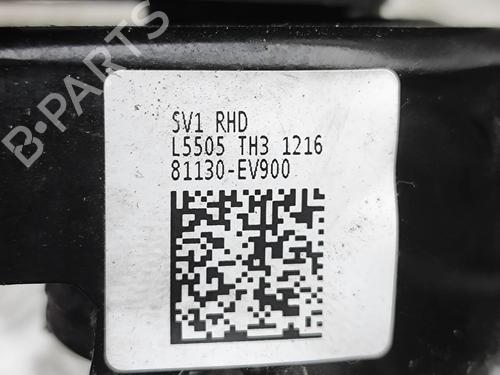 B-PARTS
SV1 RHD
L5505 TH3 1216
81130-EV900